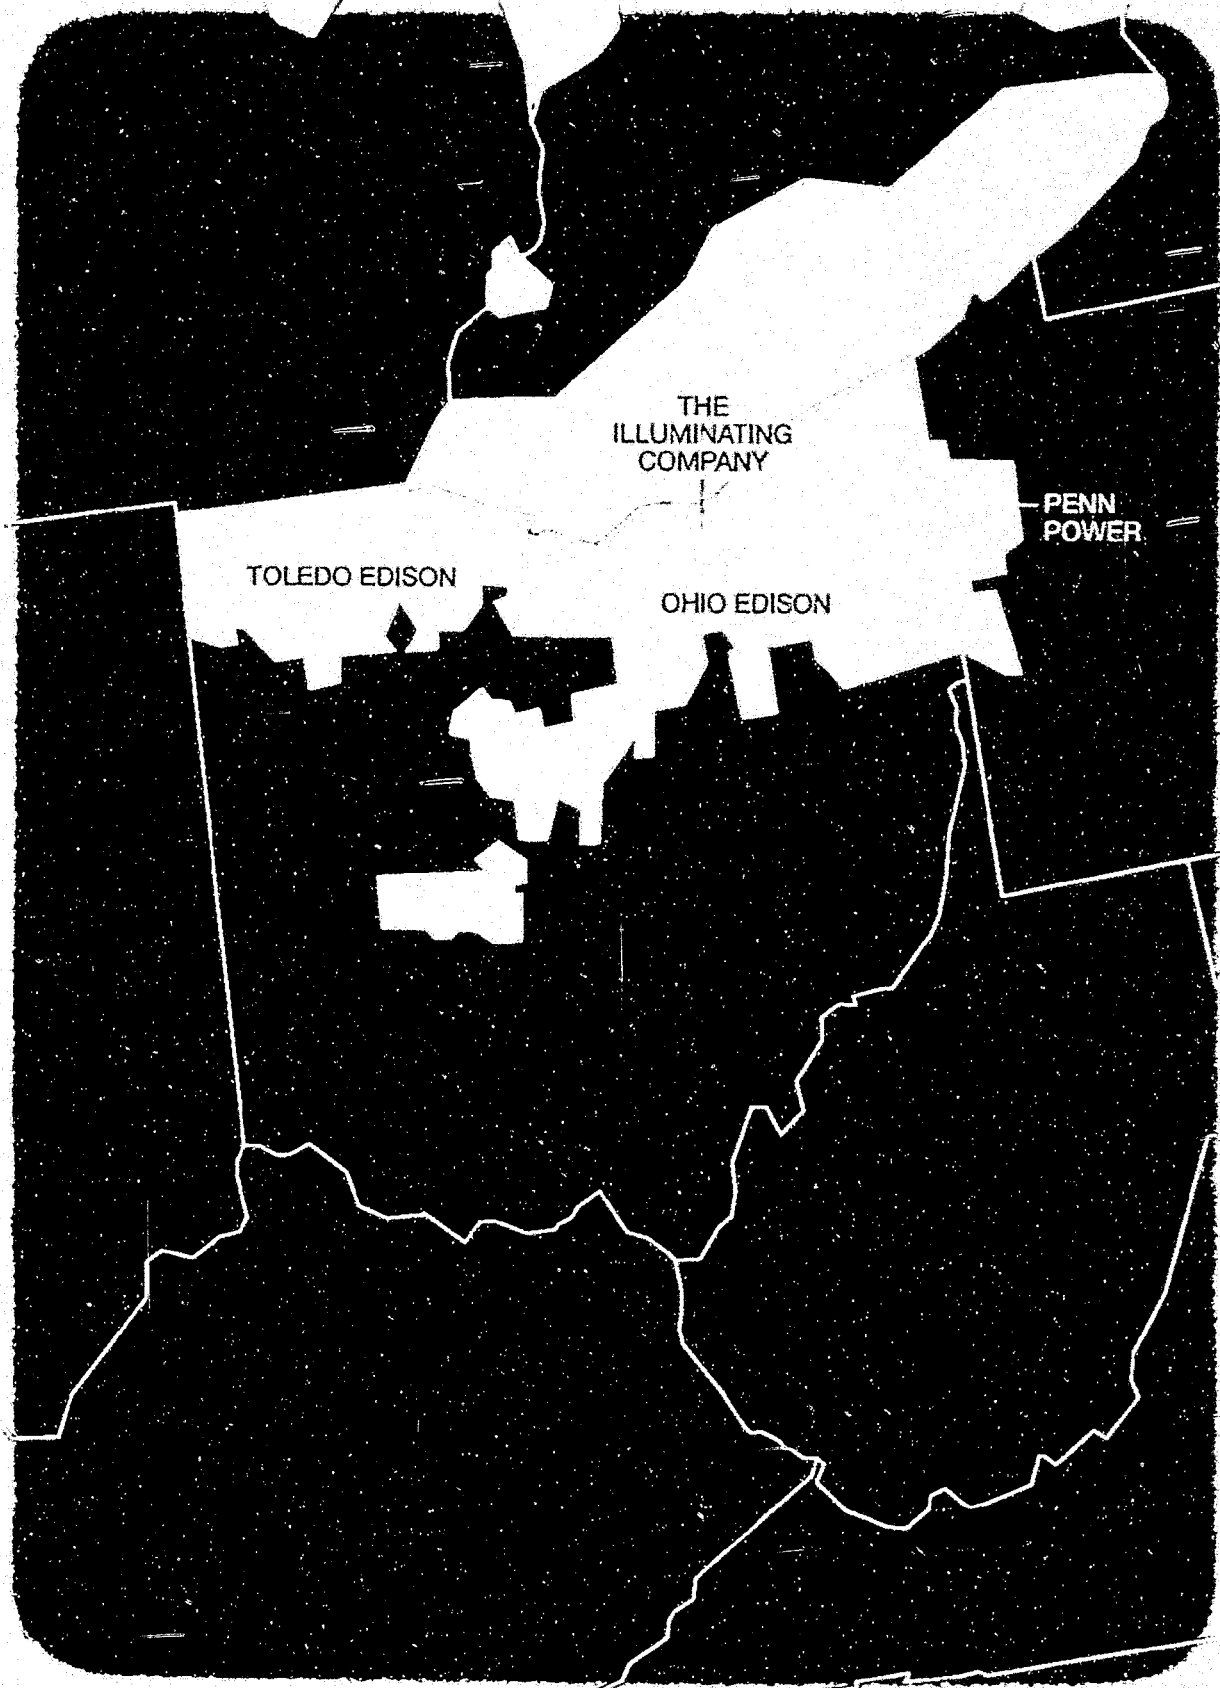 THE
ILLUMINATING
COMPANY
PENN
POWER
TOLEDO EDISON
OHIO EDISON